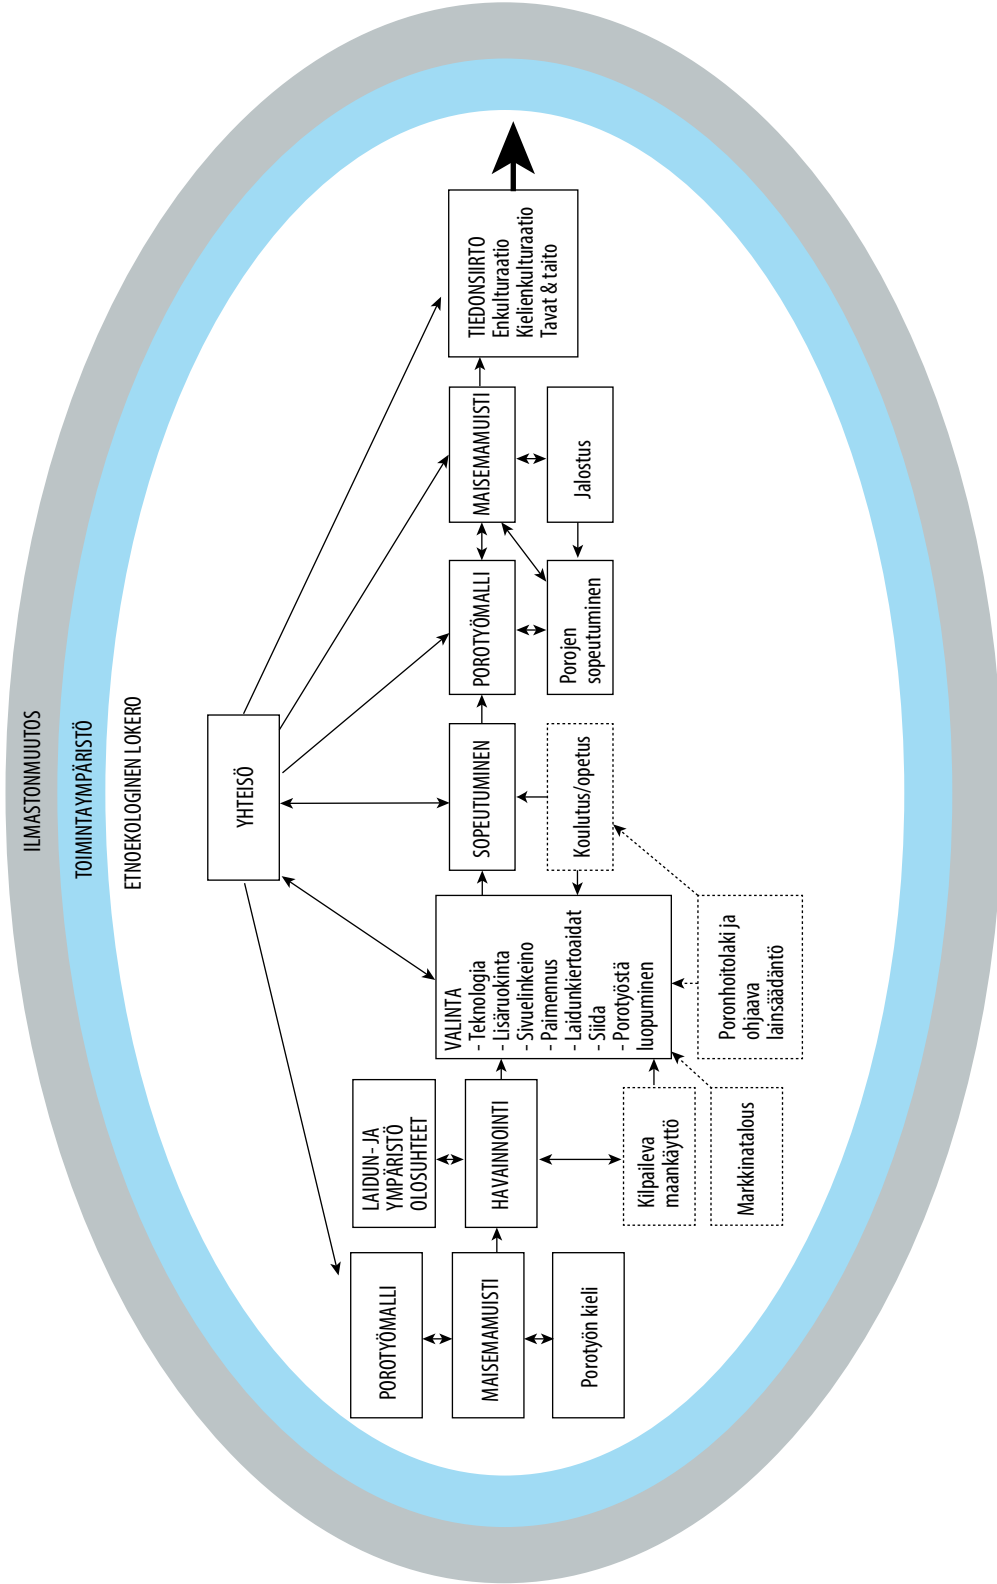 ILMASTONMUUTOS
TOIMINTAYMPÄRISTÖ
ETNOEKOLOGINEN LOKERO
YHTEISÖ
POROTYÖMALLI
MAISEMAMUISTI
Porotyön kieli
LAIDUN- JA
YMPÄRISTÖ
OLOSUHTEET
HAVAINNOINTI
Kilpaileva
maankäyttö
Markkinatalous
VALINTA
- Teknologia
- Lisäruokinta
- Sivuelinkeino
- Paimennus
- Laidunkiertoaidat
- Siida
- Porotyöstä
luopuminen
Poronhoitolaki ja
ohjaava
lainsäädäntö
SOPEUTUMINEN
Koulutus/opetus
POROTYÖMALLI
Porojen
sopeutuminen
MAISEMAMUISTI
Jalostus
TIEDONSIIRTO
Enkulturaatio
Kielienkulturaatio
Tavat & taito